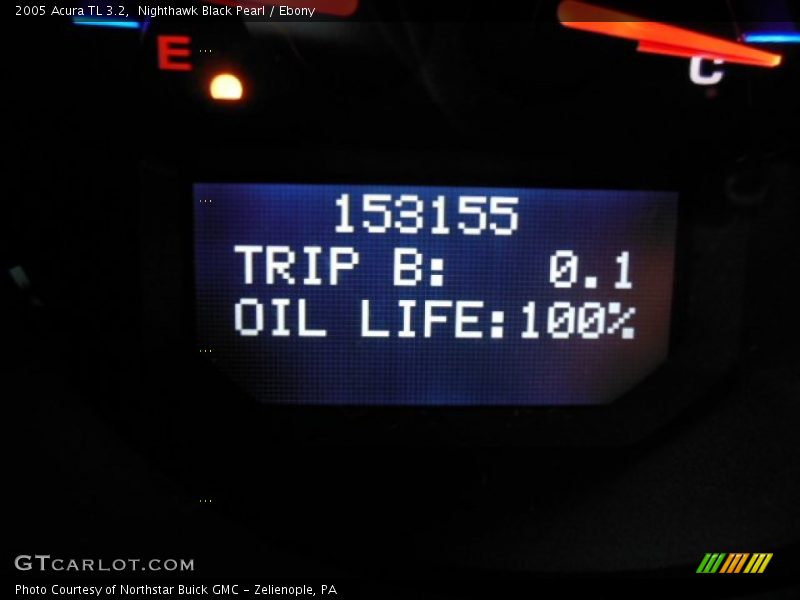 2005 Acura TL 3.2,  Nighthawk Black Pearl / Ebony
E
C
153155
TRIP B: 0.1
OIL LIFE:100%
GTCARLOT.COM
Photo Courtesy of Northstar Buick GMC - Zelienople, PA